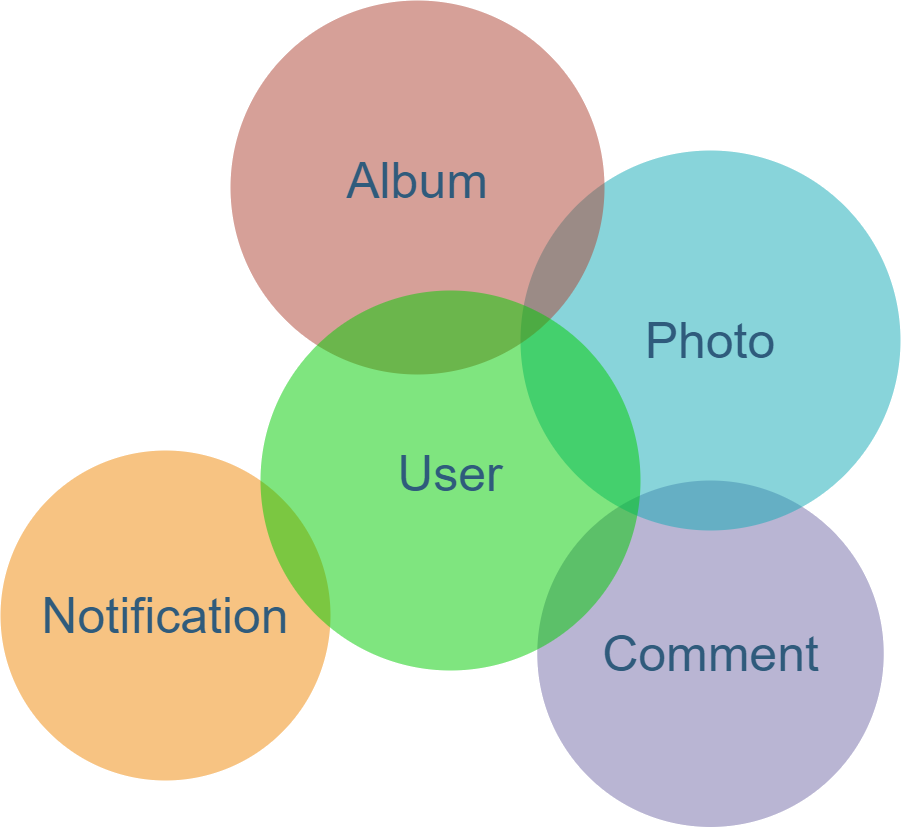 Album
Photo
User
Notification
Comment